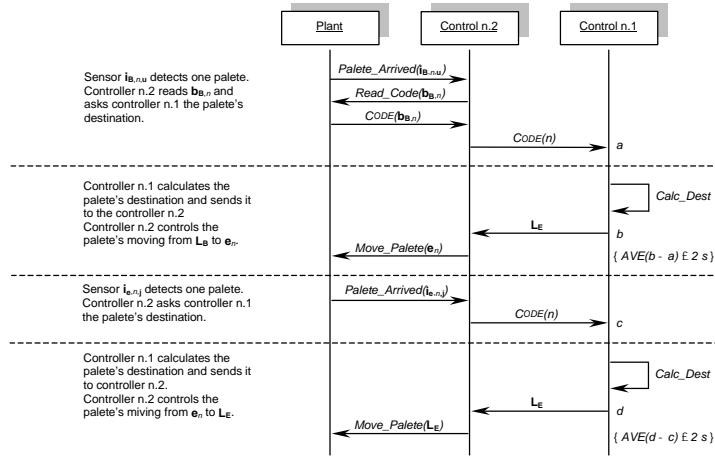 Plant
Control n.2
Control n.1
Sensor iB,n,u detects one palete.
Controller n.2 reads bB,n and
asks controller n.1 the palete's
destination.
Palete_Arrived(iB,n,u)
Read_Code(bB,n)
CODE(bB,n)
CODE(n)
a
Controller n.1 calculates the
palete's destination and sends it
to the controller n.2
Controller n.2 controls the
palete's moving from LB to en.
Calc_Dest
LE
b
Move_Palete(en)
{ AVE(b - a) £ 2 s }
Sensor ie,n,j detects one palete.
Controller n.2 asks controller n.1
the palete's destination.
Palete_Arrived(ie,n,j)
CODE(n)
c
Controller n.1 calculates the
palete's destination and sends it
to controller n.2.
Controller n.2 controls the
palete's miving from en to LE.
Calc_Dest
LE
d
Move_Palete(LE)
{ AVE(d - c) £ 2 s }